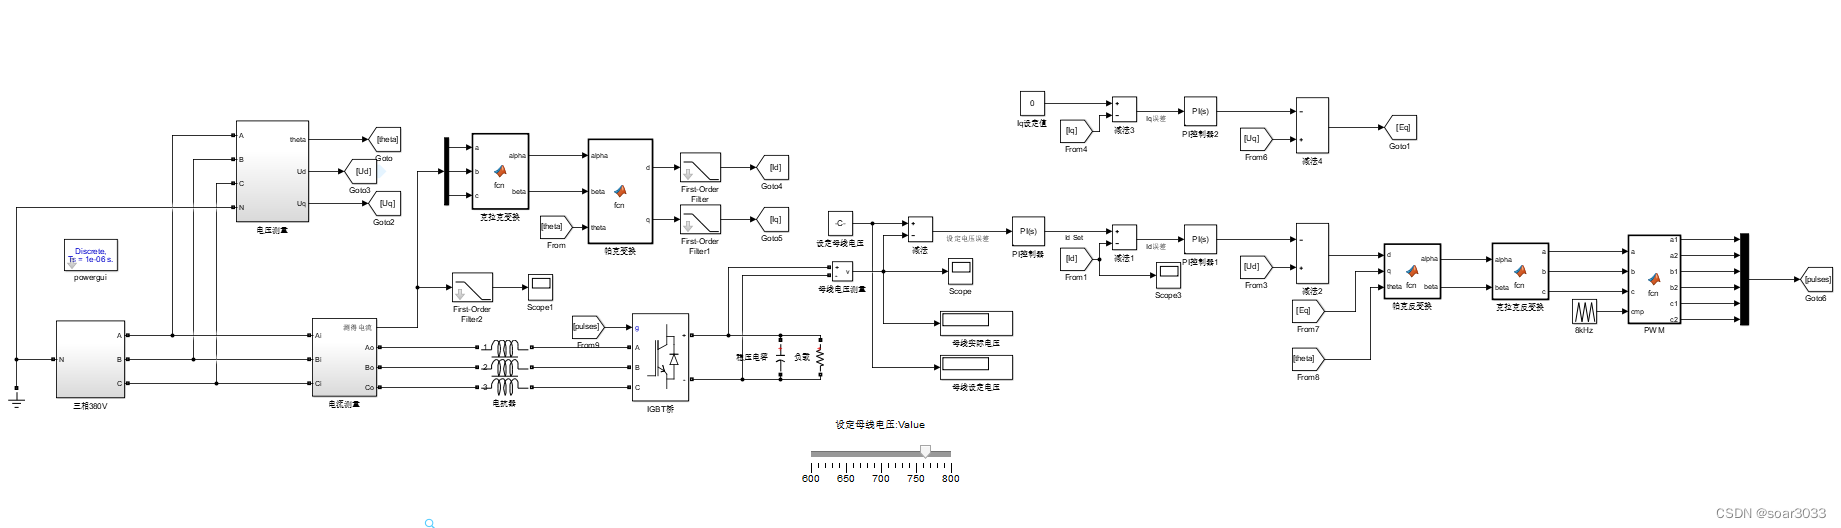 A
B
C
N
theta
Ud
Uq
电压测量
[theta]
Goto
[Ud]
Goto3
[Uq]
Goto2
Discrete,
Ts = 1e-06 s.
powergui
N
A
B
C
三相380V
Ai
Bi
Ci
测得电流
Ao
Bo
Co
电流测量
a
b
c
fcn
alpha
beta
克拉克变换
[theta]
From
alpha
beta
theta
fcn
d
q
帕克变换
First-Order
Filter
[Id]
Goto4
First-Order
Filter1
[Iq]
Goto5
First-Order
Filter2
Scope1
1
2
3
电抗器
[pulses]
From9
g
A
B
C
+
-
IGBT桥
稳压电容
负载
-C-
设定母线电压
+
-
v
母线电压测量
+
−
减法
设定电压误差
Scope
母线实际电压
母线设定电压
PI(s)
PI控制器
Id Set
[Id]
From1
+
−
减法1
Id误差
Scope3
PI(s)
PI控制器1
[Ud]
From3
−
+
减法2
0
Iq设定值
[Iq]
From4
+
−
减法3
Iq误差
PI(s)
PI控制器2
[Uq]
From6
−
+
减法4
[Eq]
Goto1
[Eq]
From7
[theta]
From8
d
q
theta
fcn
alpha
beta
帕克反变换
alpha
beta
fcn
a
b
c
克拉克反变换
8kHz
a
b
c
cmp
fcn
a1
a2
b1
b2
c1
c2
PWM
[pulses]
Goto6
设定母线电压:Value
600 650 700 750 800
CSDN @soar3033